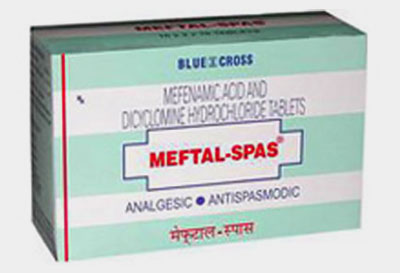 BLUE CROSS
MEFENAMIC ACID AND
DICYCLOMINE HYDROCHLORIDE TABLETS
MEFTAL-SPAS®
ANALGESIC ● ANTISPASMODIC
मेफ्टाल-स्पास